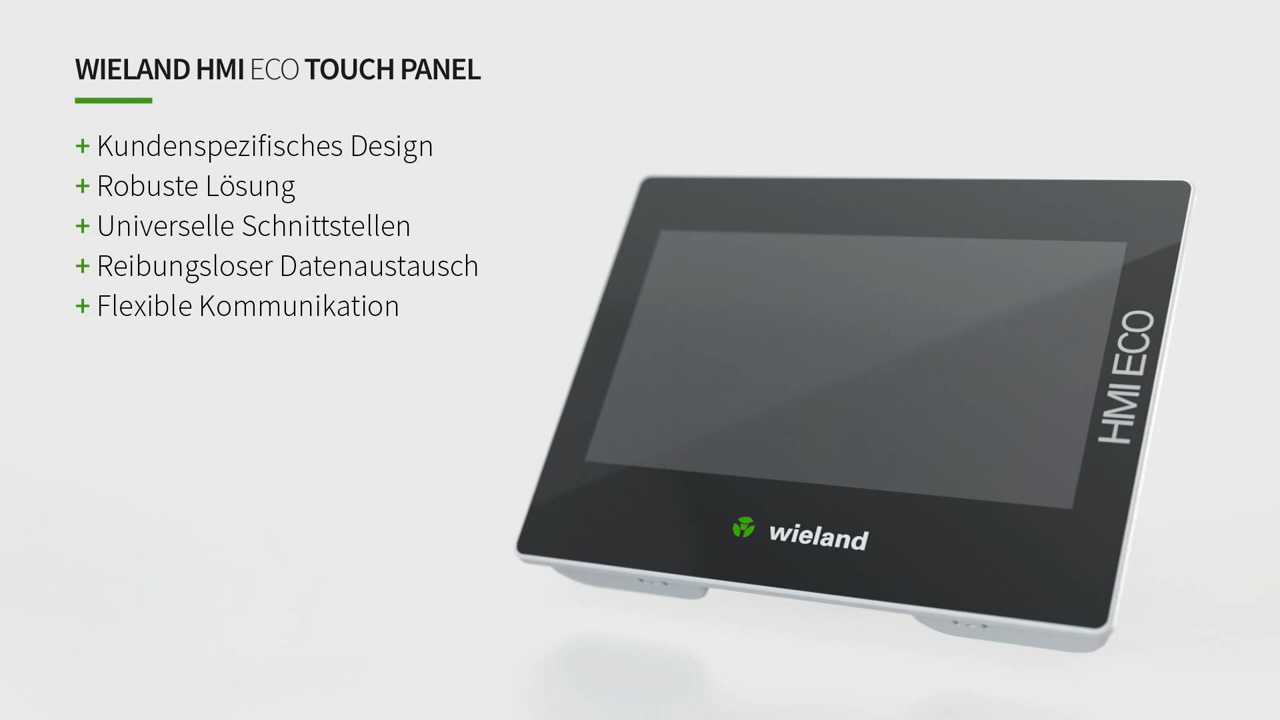 WIELAND HMI ECO TOUCH PANEL
+ Kundenspezifisches Design
+ Robuste Lösung
+ Universelle Schnittstellen
+ Reibungsloser Datenaustausch
+ Flexible Kommunikation
HMI ECO
wieland